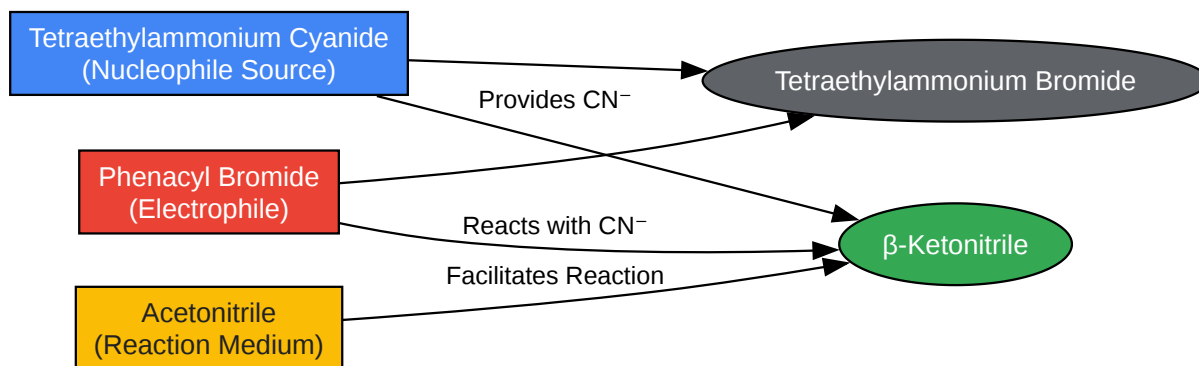 Tetraethylammonium Cyanide
(Nucleophile Source)
Tetraethylammonium Bromide
Provides CN⁻
Phenacyl Bromide
(Electrophile)
Reacts with CN⁻
β-Ketonitrile
Facilitates Reaction
Acetonitrile
(Reaction Medium)